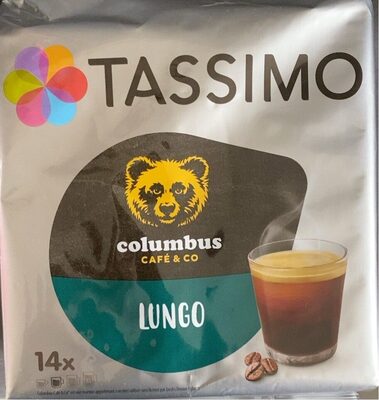 TASSIMO
columbus
CAFÉ & CO
LUNGO
14x